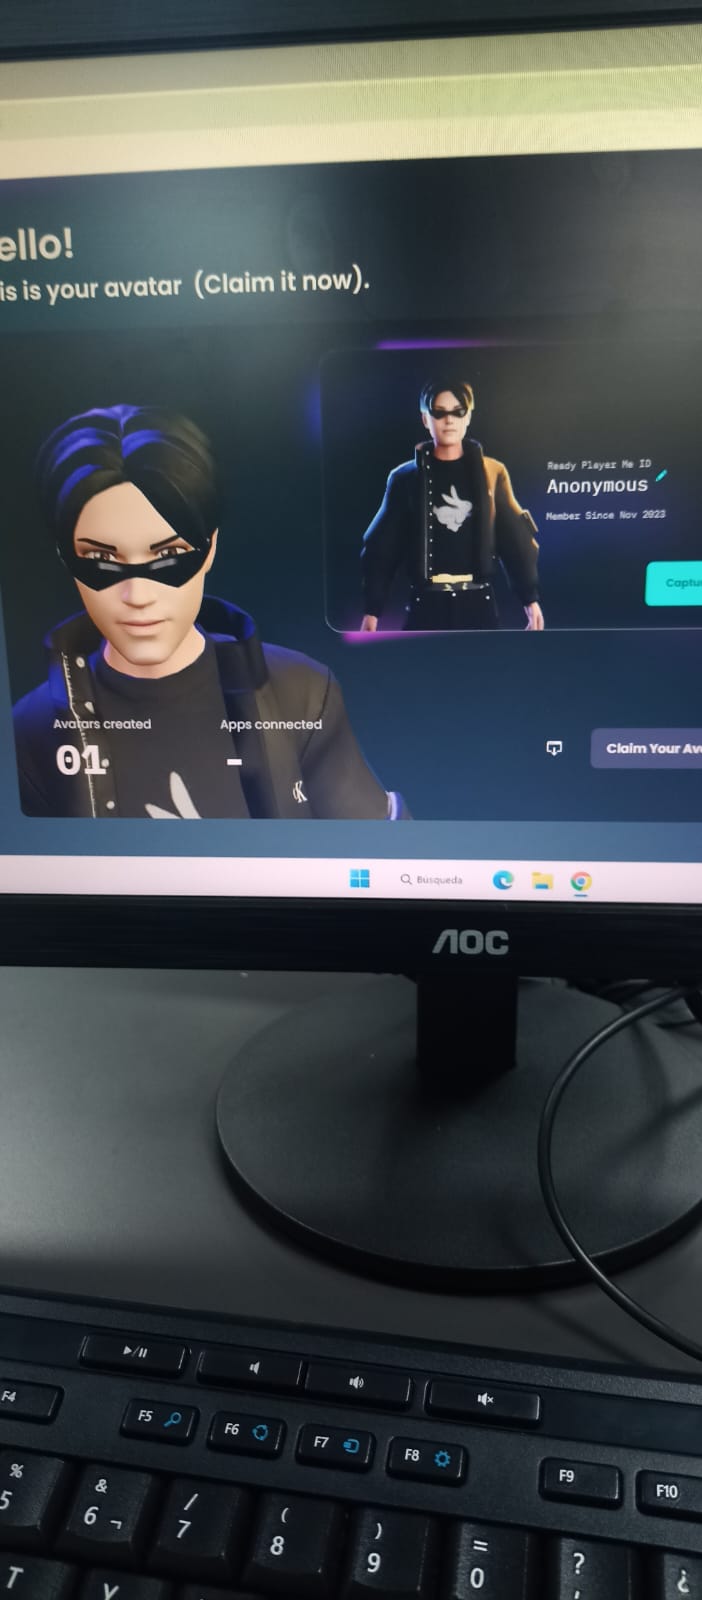 ello!
is is your avatar (Claim it now).
Ready Player Me ID
Anonymous
Member Since Nov 2023
Captu
Avatars created
Apps connected
01
-
Claim Your Av
CK
Búsqueda
AOC
F4
F5
F6
F7
F8
F9
F10
%
5
&
6 ¬
/
7
(
8
)
9
=
0
?
'
¿
T
Y